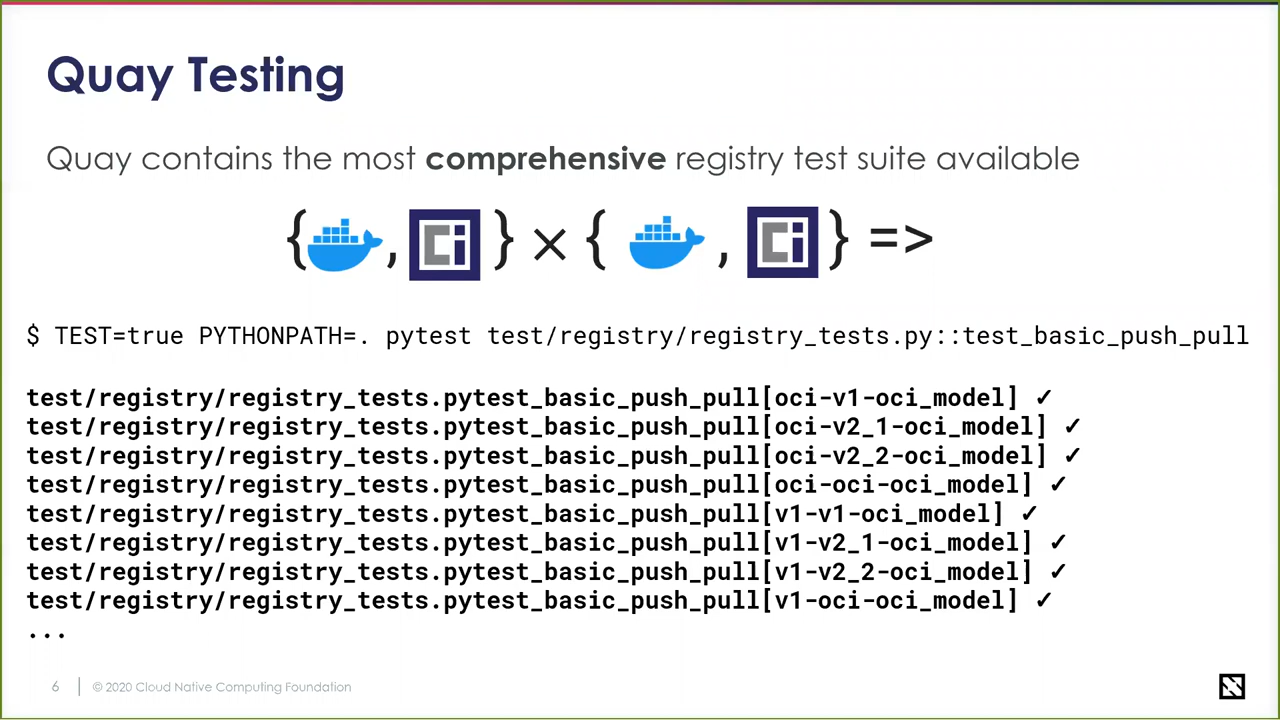 Quay Testing
Quay contains the most comprehensive registry test suite available
{ , Ci } × { , Ci } =>
$ TEST=true PYTHONPATH=. pytest test/registry/registry_tests.py::test_basic_push_pull
test/registry/registry_tests.pytest_basic_push_pull[oci-v1-oci_model] ✓
test/registry/registry_tests.pytest_basic_push_pull[oci-v2_1-oci_model] ✓
test/registry/registry_tests.pytest_basic_push_pull[oci-v2_2-oci_model] ✓
test/registry/registry_tests.pytest_basic_push_pull[oci-oci-oci_model] ✓
test/registry/registry_tests.pytest_basic_push_pull[v1-v1-oci_model] ✓
test/registry/registry_tests.pytest_basic_push_pull[v1-v2_1-oci_model] ✓
test/registry/registry_tests.pytest_basic_push_pull[v1-v2_2-oci_model] ✓
test/registry/registry_tests.pytest_basic_push_pull[v1-oci-oci_model] ✓
...
6 | © 2020 Cloud Native Computing Foundation